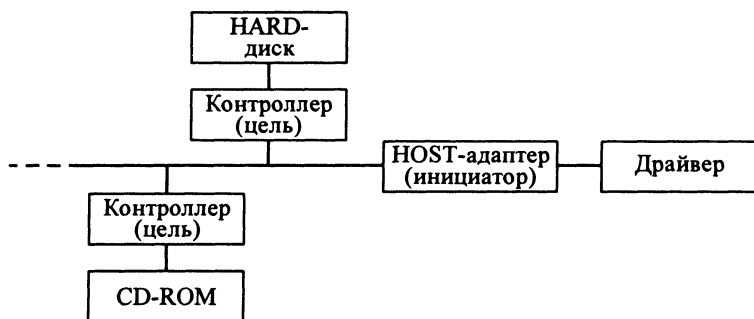 HARD-
диск
Контроллер
(цель)
HOST-адаптер
(инициатор)
Драйвер
Контроллер
(цель)
CD-ROM